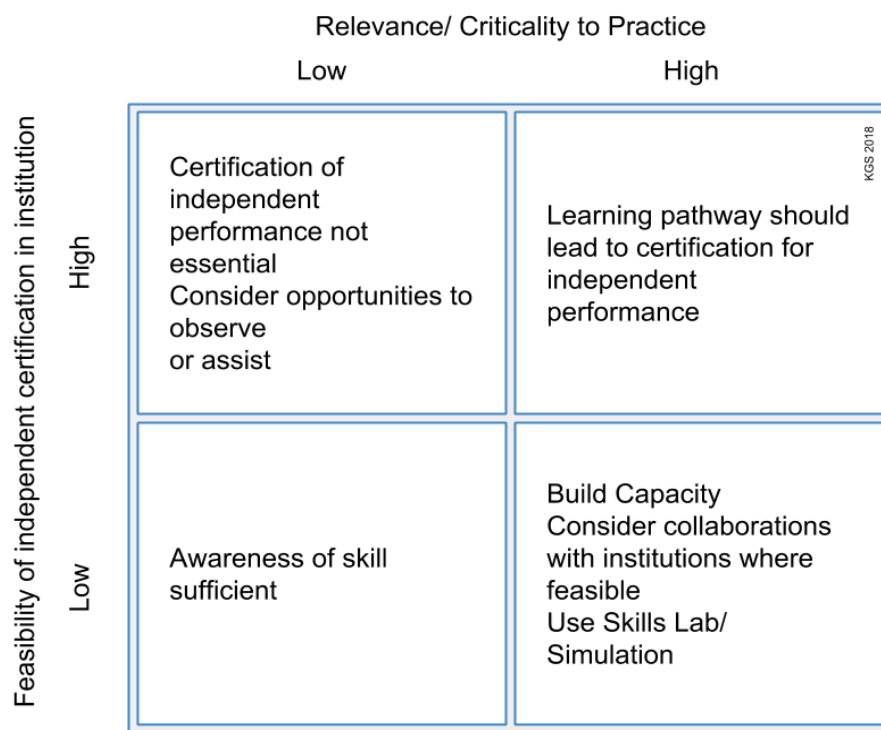 Relevance/ Criticality to Practice
Low
High
Feasibility of independent certification in institution
High
Certification of
independent
performance not
essential
Consider opportunities to
observe
or assist
Learning pathway should
lead to certification for
independent
performance
KGS 2018
Low
Awareness of skill
sufficient
Build Capacity
Consider collaborations
with institutions where
feasible
Use Skills Lab/
Simulation